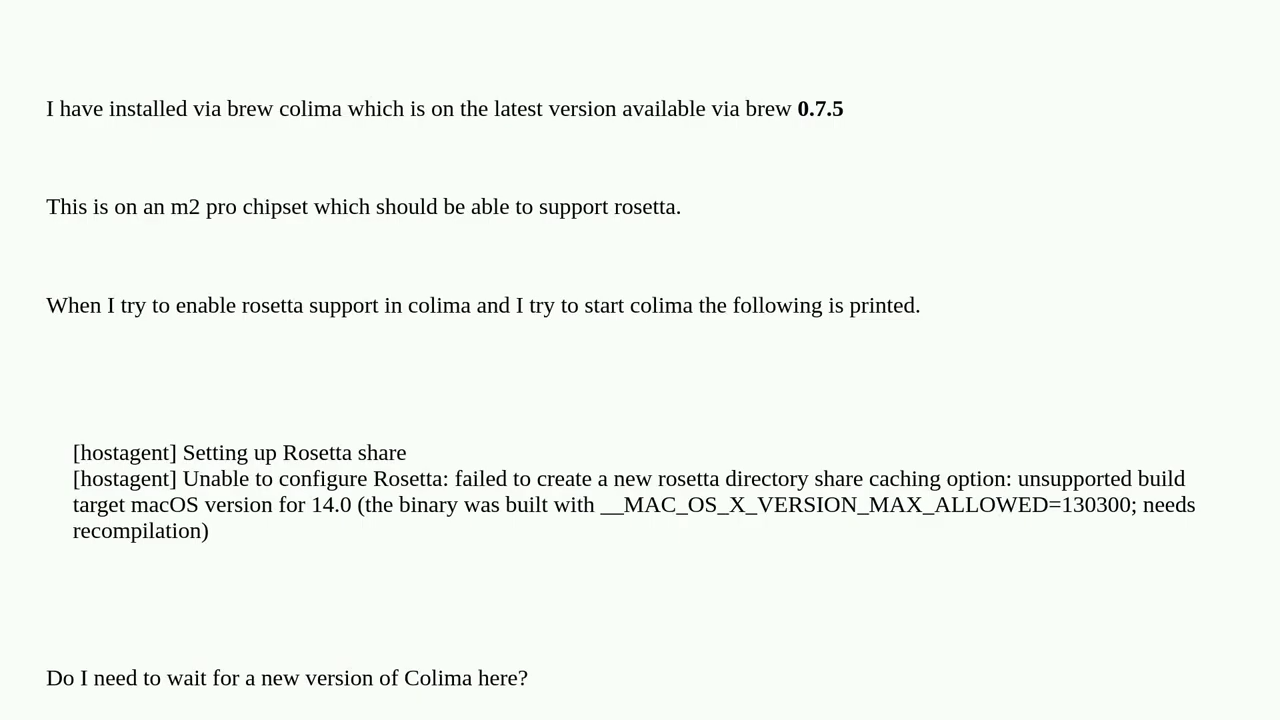 I have installed via brew colima which is on the latest version available via brew 0.7.5
This is on an m2 pro chipset which should be able to support rosetta.
When I try to enable rosetta support in colima and I try to start colima the following is printed.
[hostagent] Setting up Rosetta share
[hostagent] Unable to configure Rosetta: failed to create a new rosetta directory share caching option: unsupported build
target macOS version for 14.0 (the binary was built with __MAC_OS_X_VERSION_MAX_ALLOWED=130300; needs
recompilation)
Do I need to wait for a new version of Colima here?